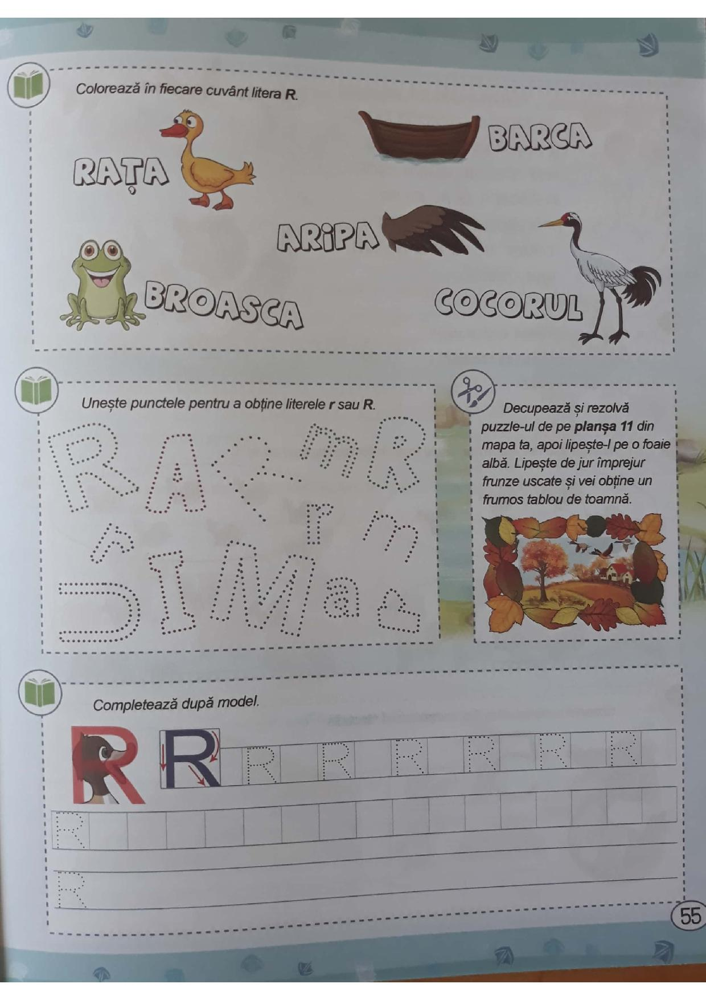 Colorează în fiecare cuvânt litera R.
RAȚA
BARCA
ARiPA
BROASCA
COCORUL
Unește punctele pentru a obține literele r sau R.
R A R m R
r r m
U I M a r
Decupează și rezolvă
puzzle-ul de pe planșa 11 din
mapa ta, apoi lipește-l pe o foaie
albă. Lipește de jur împrejur
frunze uscate și vei obține un
frumos tablou de toamnă.
Completează după model.
R R R R R R R R
R
R
55